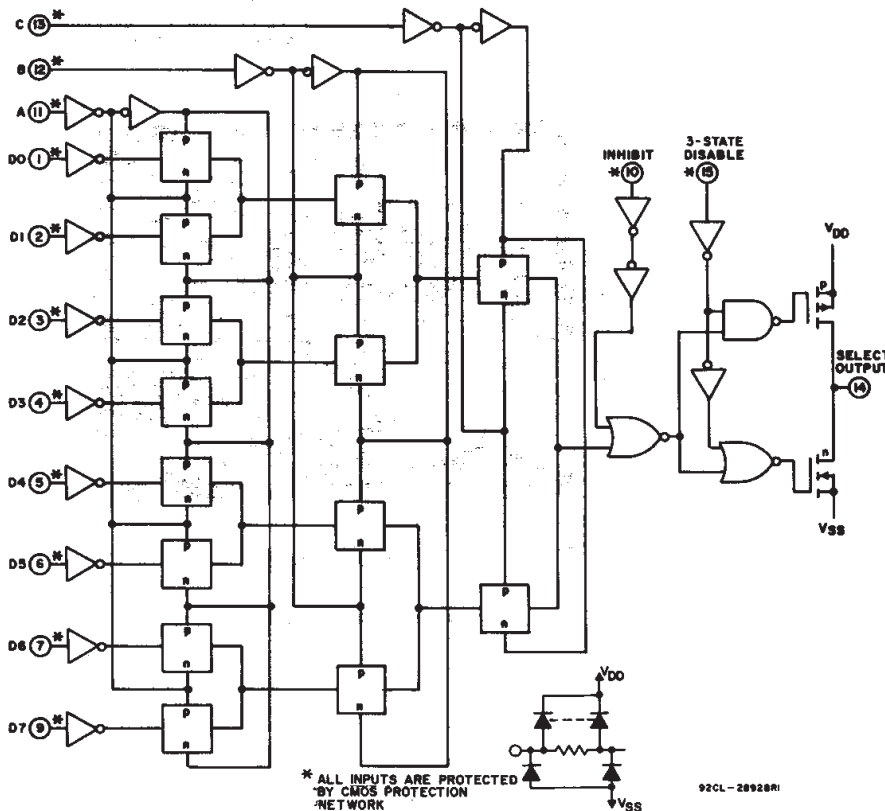 C 13 *
B 12 *
A 11 *
D0 1 *
D1 2 *
D2 3 *
D3 4 *
D4 5 *
D5 6 *
D6 7 *
D7 9 *
p
n
p
n
p
n
p
n
p
n
p
n
p
n
p
n
p
n
p
n
p
n
p
n
p
n
p
n
INHIBIT
* 10
3-STATE
DISABLE
* 15
VDD
p
SELECT
OUTPUT
14
n
VSS
VDD
VSS
* ALL INPUTS ARE PROTECTED
BY CMOS PROTECTION
NETWORK
92CL-28928R1